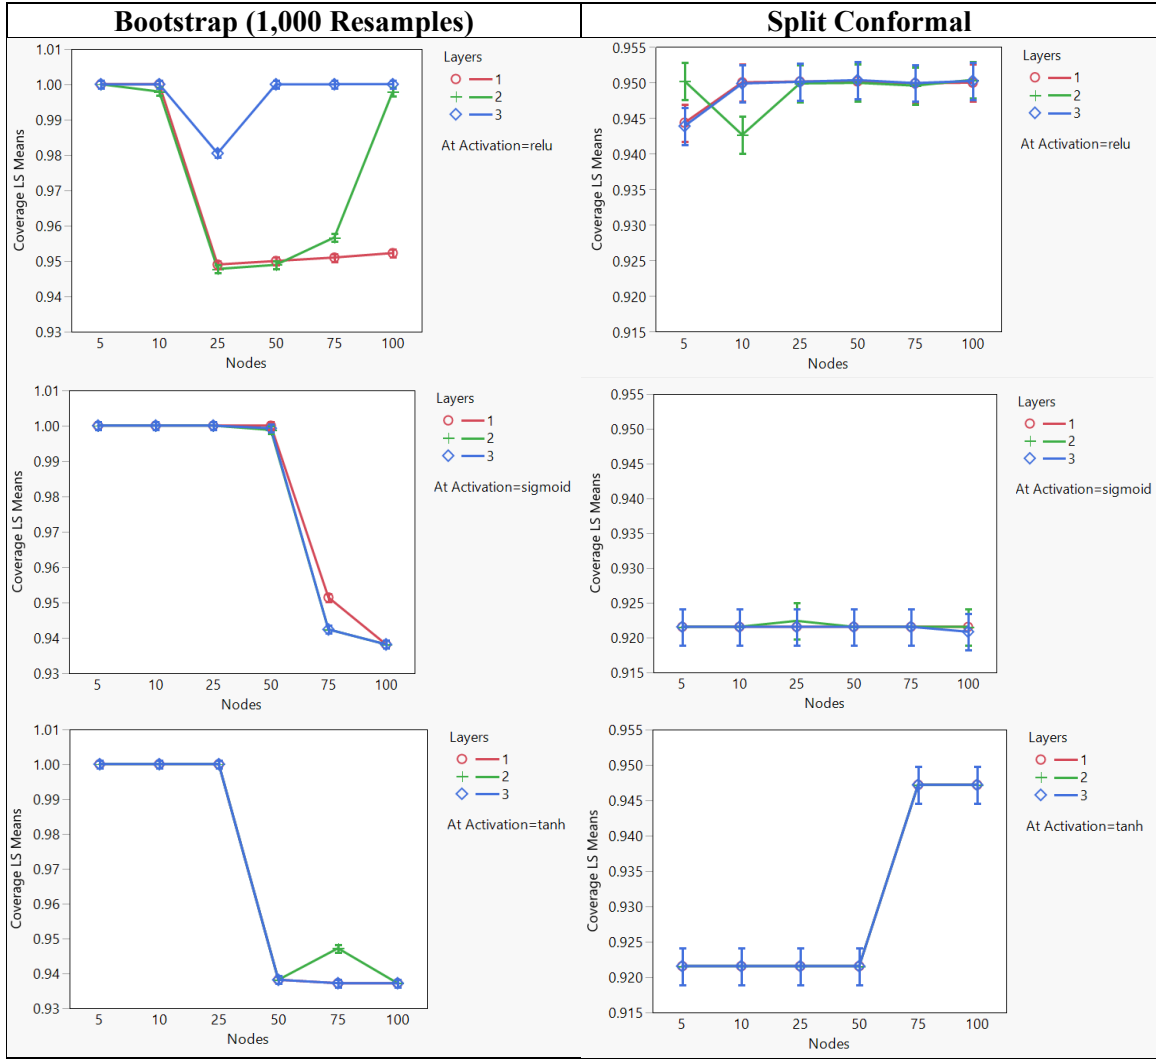 Bootstrap (1,000 Resamples)
Split Conformal
1.01
1.00
0.99
0.98
0.97
0.96
0.95
0.94
0.93
Coverage LS Means
5 10 25 50 75 100
Nodes
Layers
1
2
3
At Activation=relu
0.955
0.950
0.945
0.940
0.935
0.930
0.925
0.920
0.915
Coverage LS Means
5 10 25 50 75 100
Nodes
Layers
1
2
3
At Activation=relu
1.01
1.00
0.99
0.98
0.97
0.96
0.95
0.94
0.93
Coverage LS Means
5 10 25 50 75 100
Nodes
Layers
1
2
3
At Activation=sigmoid
0.955
0.950
0.945
0.940
0.935
0.930
0.925
0.920
0.915
Coverage LS Means
5 10 25 50 75 100
Nodes
Layers
1
2
3
At Activation=sigmoid
1.01
1.00
0.99
0.98
0.97
0.96
0.95
0.94
0.93
Coverage LS Means
5 10 25 50 75 100
Nodes
Layers
1
2
3
At Activation=tanh
0.955
0.950
0.945
0.940
0.935
0.930
0.925
0.920
0.915
Coverage LS Means
5 10 25 50 75 100
Nodes
Layers
1
2
3
At Activation=tanh